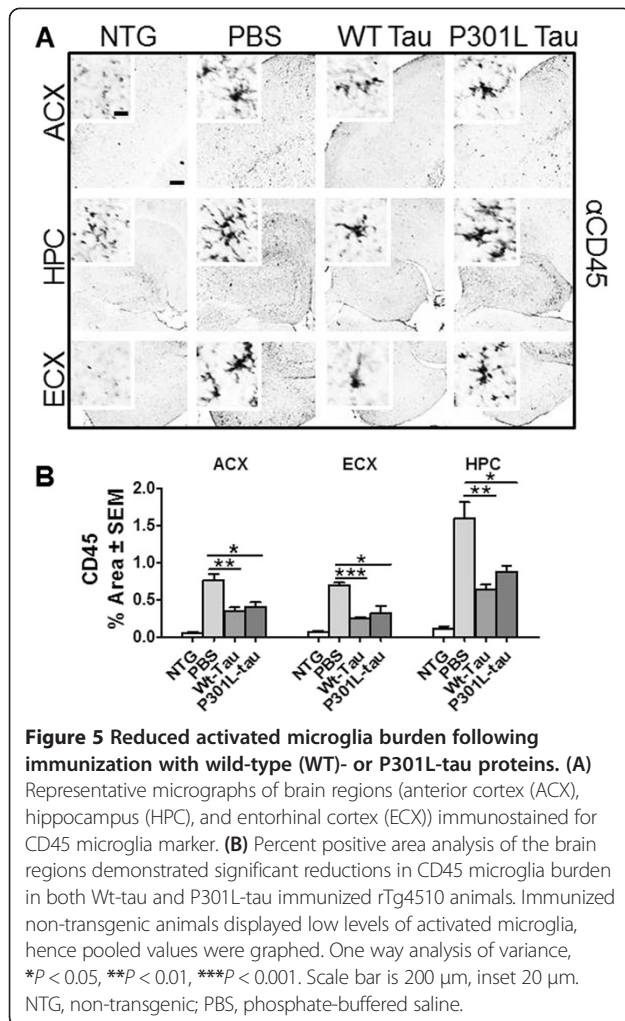 A
NTG PBS WT Tau P301L Tau
ACX
HPC
ECX
αCD45
B
ACX ECX HPC
CD45
% Area ± SEM
2.0
1.5
1.0
0.5
0.0
* ** * *** * **
NTG PBS Wt-Tau P301L-tau NTG PBS Wt-Tau P301L-tau NTG PBS Wt-Tau P301L-tau
Figure 5 Reduced activated microglia burden following
immunization with wild-type (WT)- or P301L-tau proteins. (A)
Representative micrographs of brain regions (anterior cortex (ACX),
hippocampus (HPC), and entorhinal cortex (ECX)) immunostained for
CD45 microglia marker. (B) Percent positive area analysis of the brain
regions demonstrated significant reductions in CD45 microglia burden
in both Wt-tau and P301L-tau immunized rTg4510 animals. Immunized
non-transgenic animals displayed low levels of activated microglia,
hence pooled values were graphed. One way analysis of variance,
*P < 0.05, **P < 0.01, ***P < 0.001. Scale bar is 200 μm, inset 20 μm.
NTG, non-transgenic; PBS, phosphate-buffered saline.